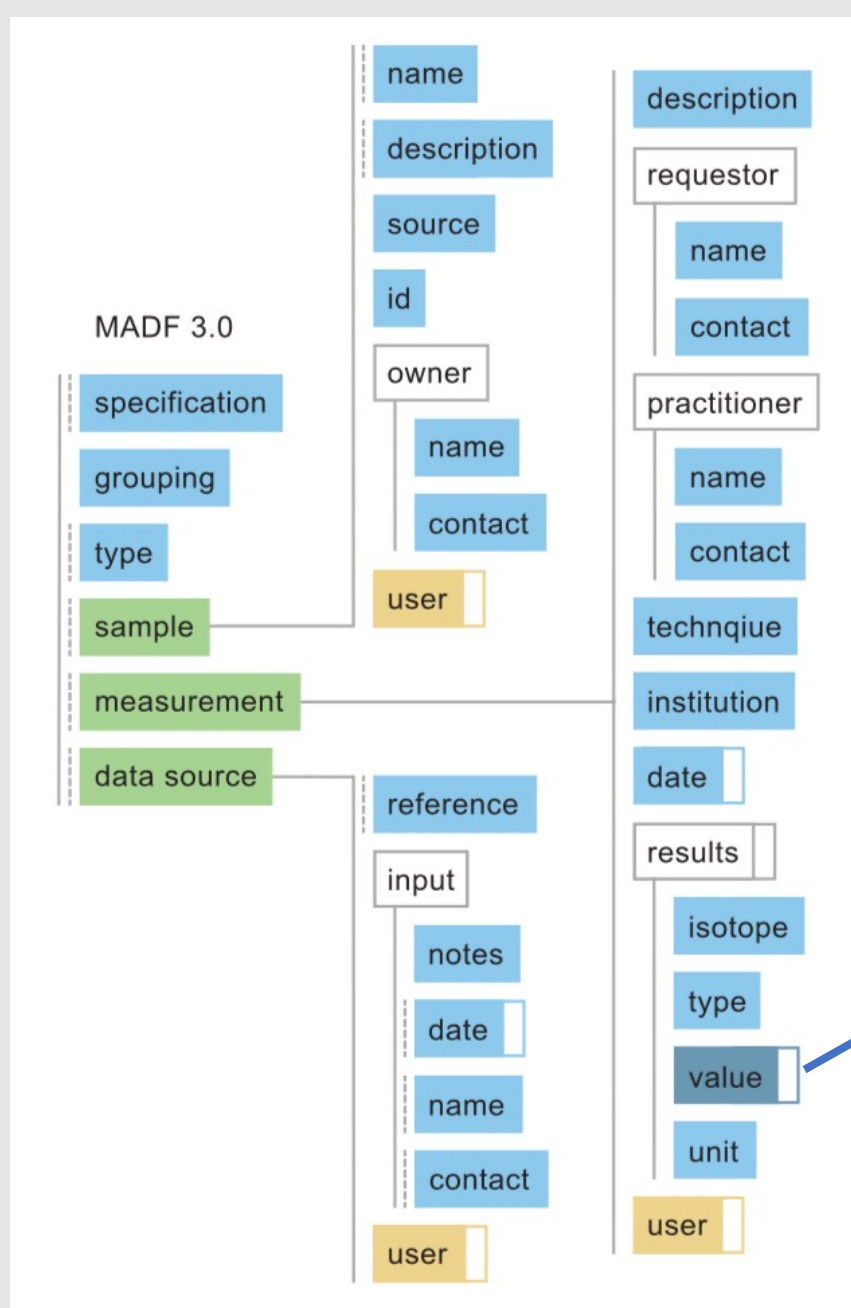 MADF 3.0
specification
grouping
type
sample
measurement
data source
name
description
source
id
owner
name
contact
user
reference
input
notes
date
name
contact
user
description
requestor
name
contact
practitioner
name
contact
technqiue
institution
date
results
isotope
type
value
unit
user